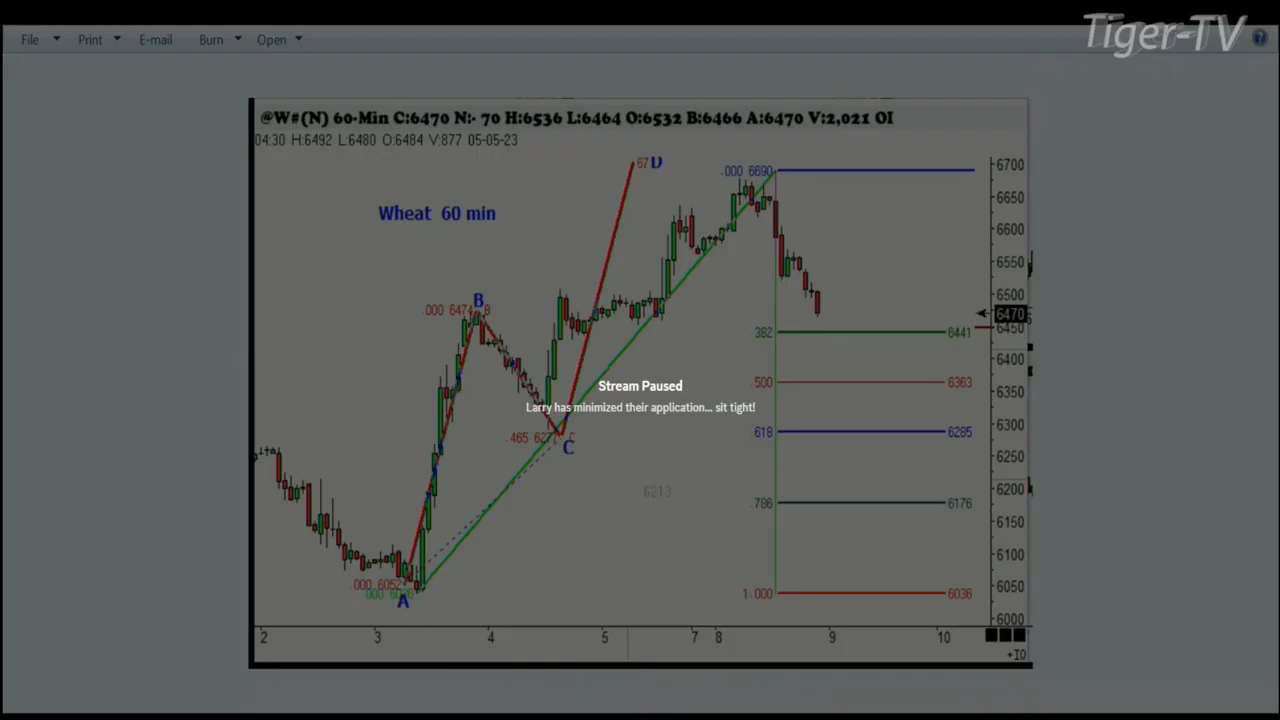 Tiger-TV
File Print E-mail Burn Open
@W#(N) 60-Min C:6470 N:- 70 H:6536 L:6464 O:6532 B:6466 A:6470 V:2,021 OI
04:30 H:6492 L:6480 O:6484 V:877 05-05-23
67 D
.000 6690
6700
Wheat 60 min
6650
6600
6550
B
.000 6474 B
6500
6470
6450
.382 6441
6400
.500 6363
Stream Paused
Larry has minimized their application... sit tight!
6350
6300
.618 6285
.465 C
C
6250
6213
6200
.786 6176
6150
6100
6050
.000 6052
A
1.000 6036
6000
2 3 4 5 7 8 9 10
+IO